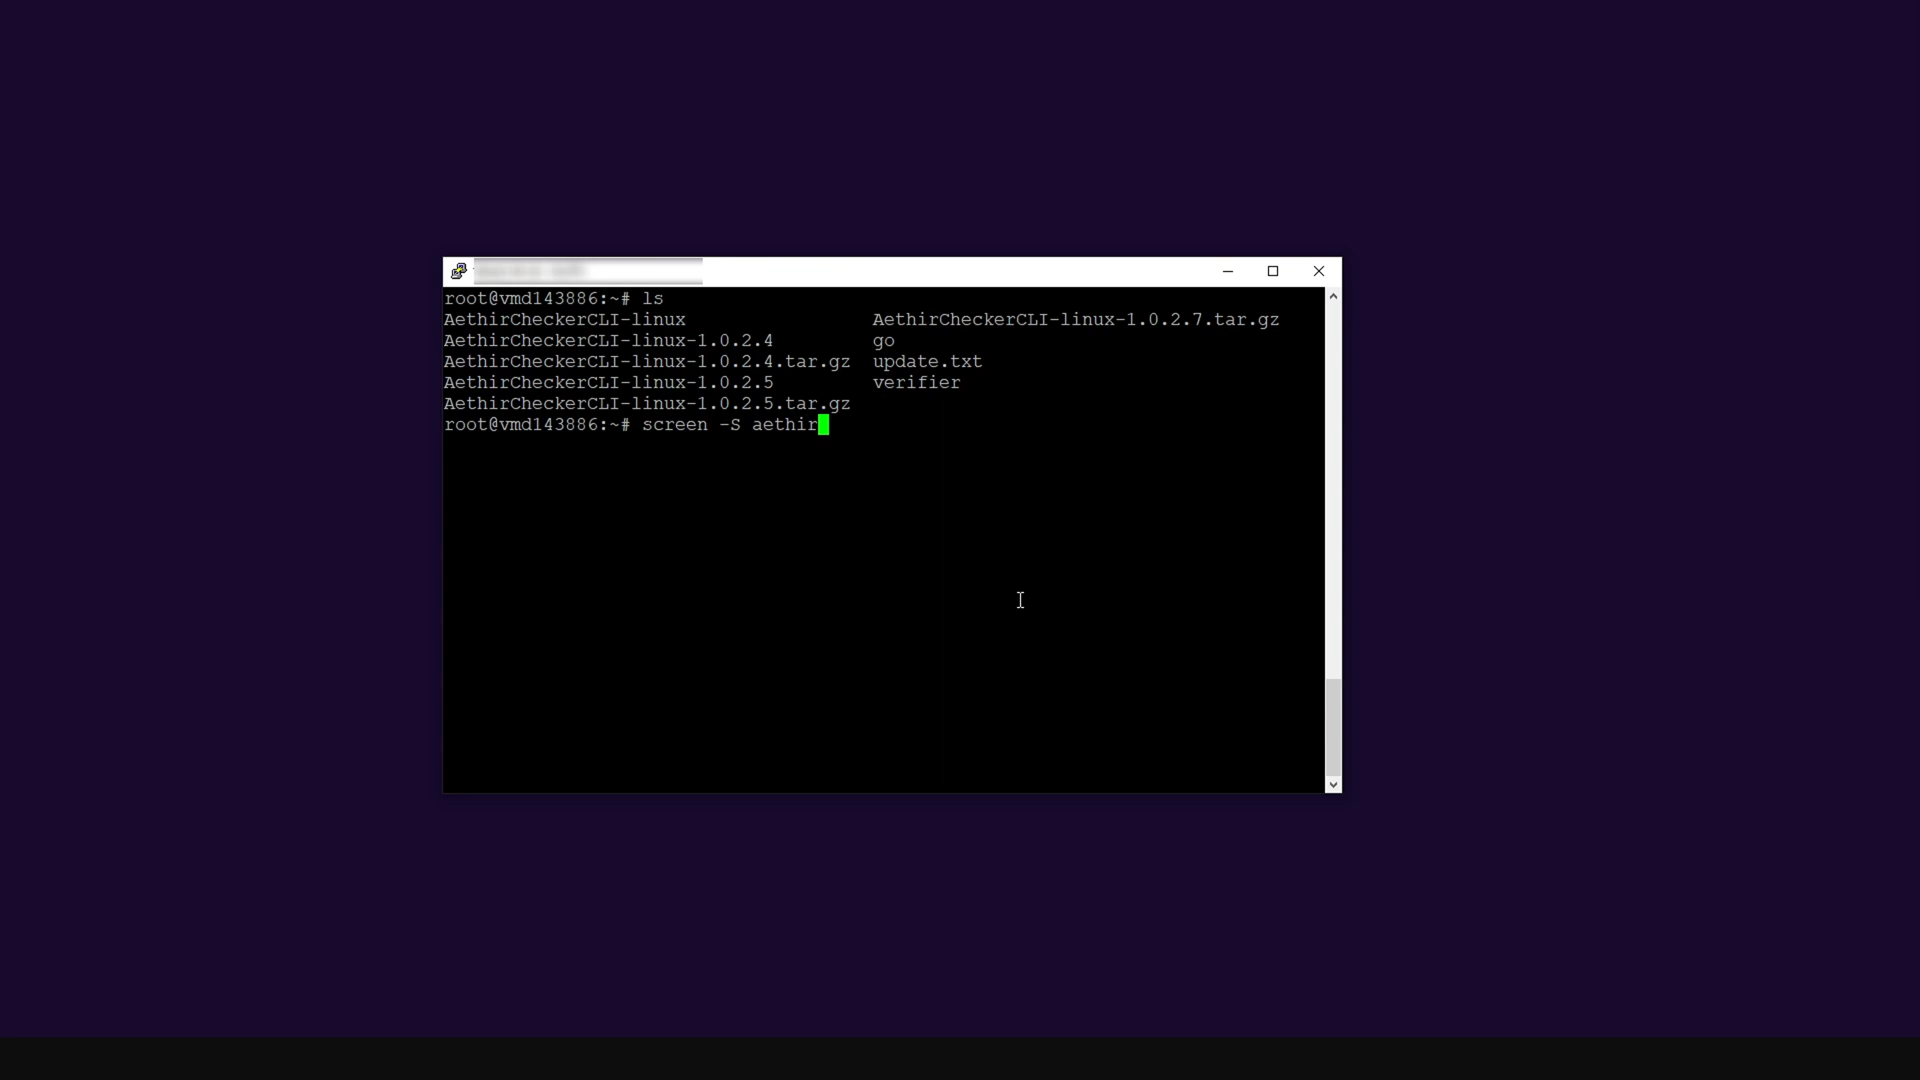 root@vmd143886:~# ls
AethirCheckerCLI-linux AethirCheckerCLI-linux-1.0.2.7.tar.gz
AethirCheckerCLI-linux-1.0.2.4 go
AethirCheckerCLI-linux-1.0.2.4.tar.gz update.txt
AethirCheckerCLI-linux-1.0.2.5 verifier
AethirCheckerCLI-linux-1.0.2.5.tar.gz
root@vmd143886:~# screen -S aethir